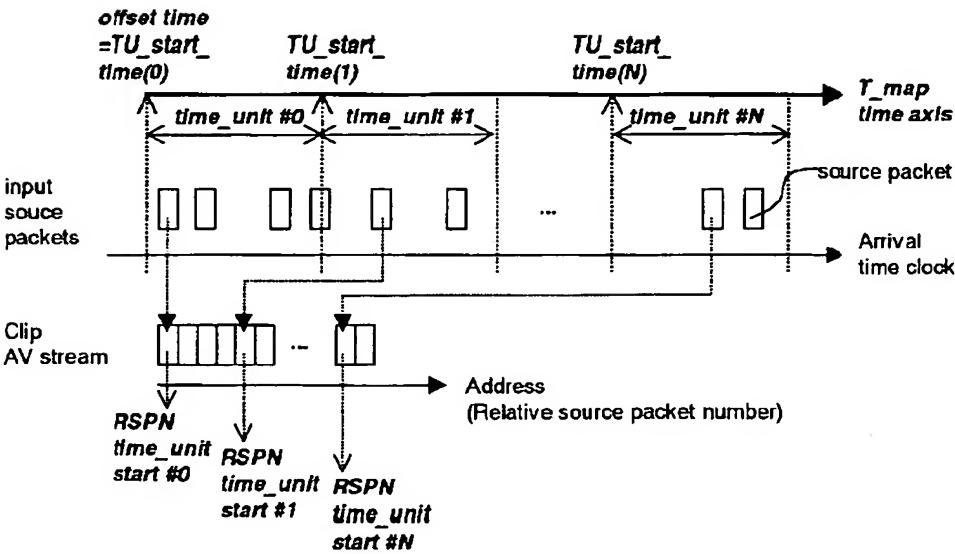 offset time
=TU_start_
time(0)
TU_start_
time(1)
TU_start_
time(N)
T_map
time axis
time_unit #0
time_unit #1
time_unit #N
input
souce
packets
...
source packet
Arrival
time clock
Clip
AV stream
...
Address
(Relative source packet number)
RSPN
time_unit
start #0
RSPN
time_unit
start #1
RSPN
time_unit
start #N